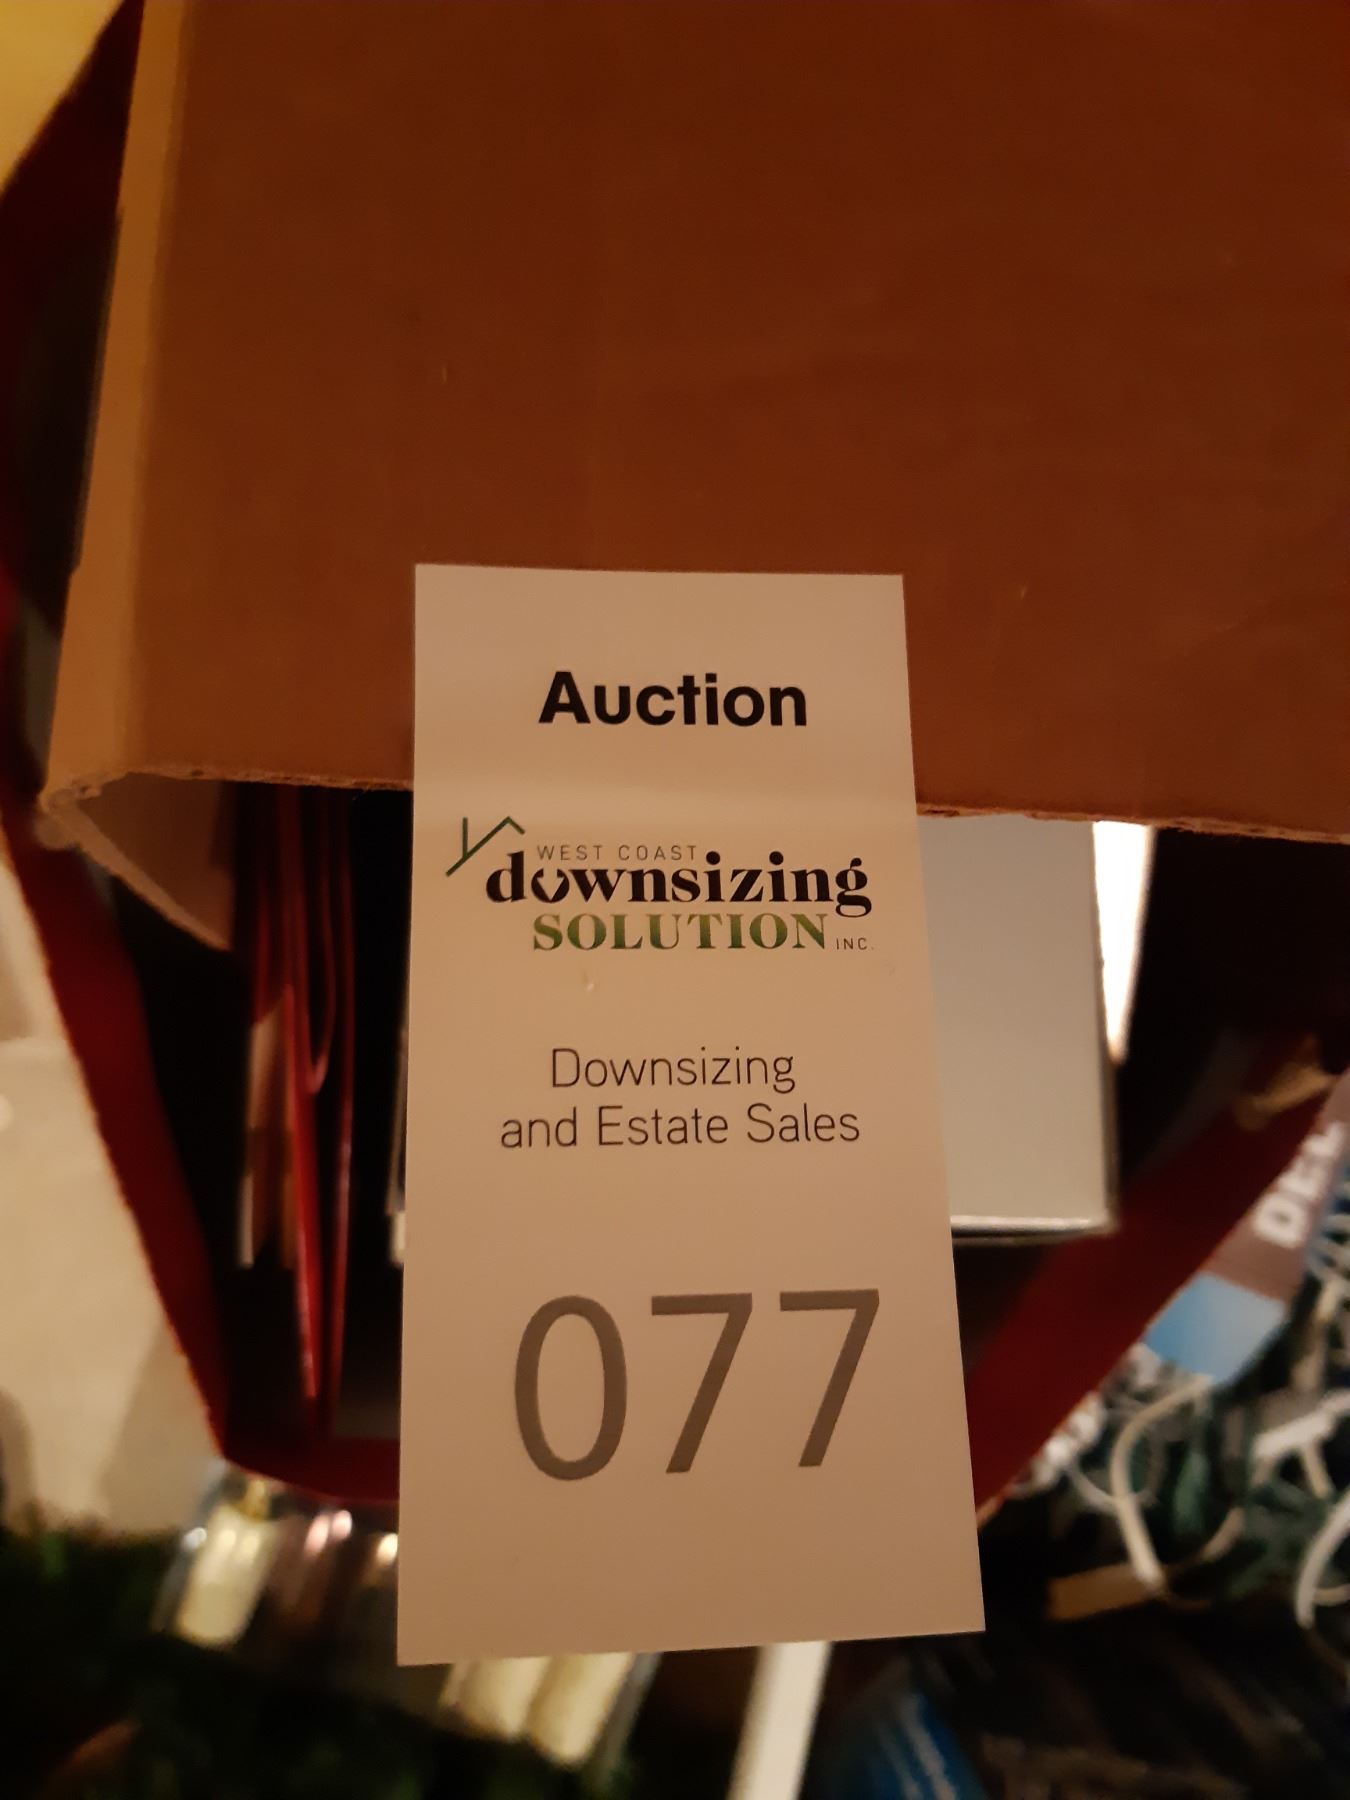 Auction
WEST COAST
downsizing
SOLUTION INC.
Downsizing
and Estate Sales
077